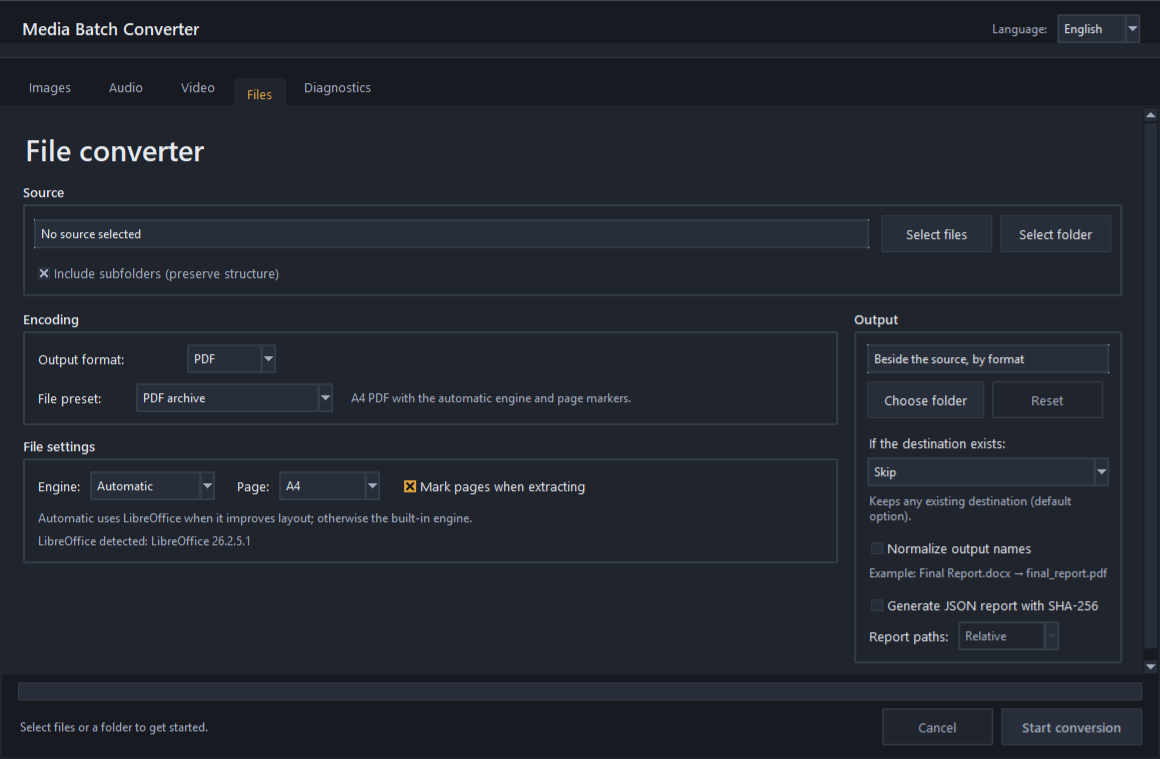 Media Batch Converter
Language: English
Images Audio Video Files Diagnostics
File converter
Source
No source selected
Select files
Select folder
Include subfolders (preserve structure)
Encoding
Output format: PDF
File preset: PDF archive A4 PDF with the automatic engine and page markers.
File settings
Engine: Automatic Page: A4 Mark pages when extracting
Automatic uses LibreOffice when it improves layout; otherwise the built-in engine.
LibreOffice detected: LibreOffice 26.2.5.1
Output
Beside the source, by format
Choose folder Reset
If the destination exists:
Skip
Keeps any existing destination (default
option).
Normalize output names
Example: Final Report.docx → final_report.pdf
Generate JSON report with SHA-256
Report paths: Relative
Select files or a folder to get started.
Cancel Start conversion